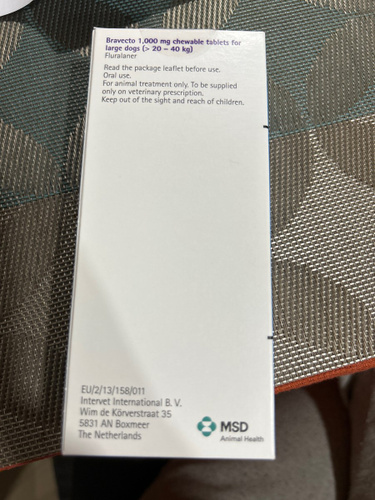 Bravecto 1,000 mg chewable tablets for
large dogs (> 20 – 40 kg)
Fluralaner
Read the package leaflet before use.
Oral use.
For animal treatment only. To be supplied
only on veterinary prescription.
Keep out of the sight and reach of children.
EU/2/13/158/011
Intervet International B. V.
Wim de Körverstraat 35
5831 AN Boxmeer
The Netherlands
MSD
Animal Health